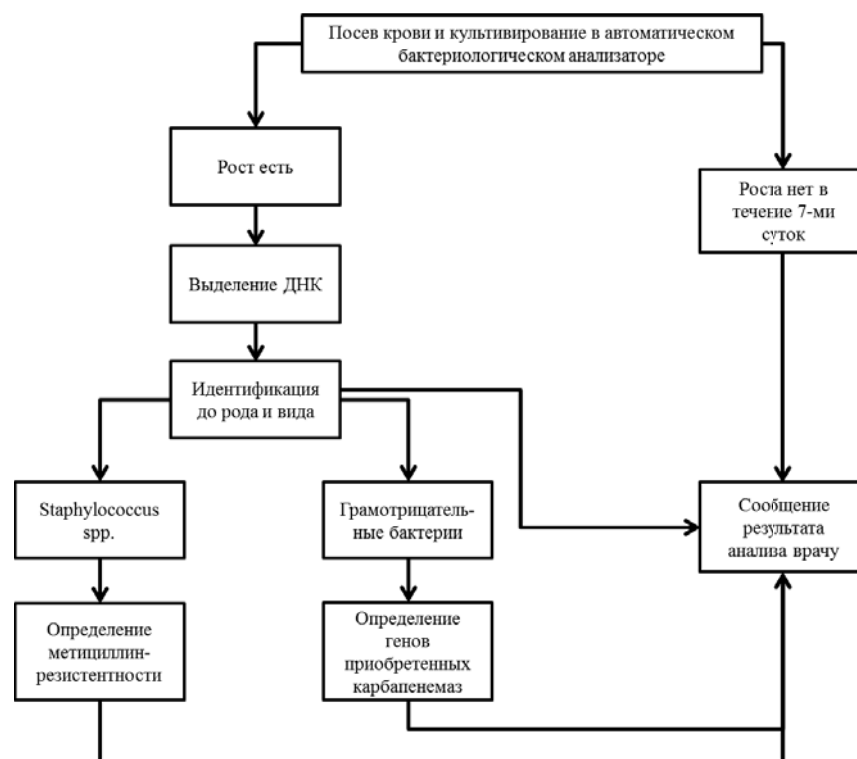 Посев крови и культивирование в автоматическом
бактериологическом анализаторе
Рост есть
Роста нет в
течение 7-ми
суток
Выделение ДНК
Идентификация
до рода и вида
Staphylococcus
spp.
Грамотрицатель-
ные бактерии
Сообщение
результата
анализа врачу
Определение
метициллин-
резистентности
Определение
генов
приобретенных
карбапенемаз